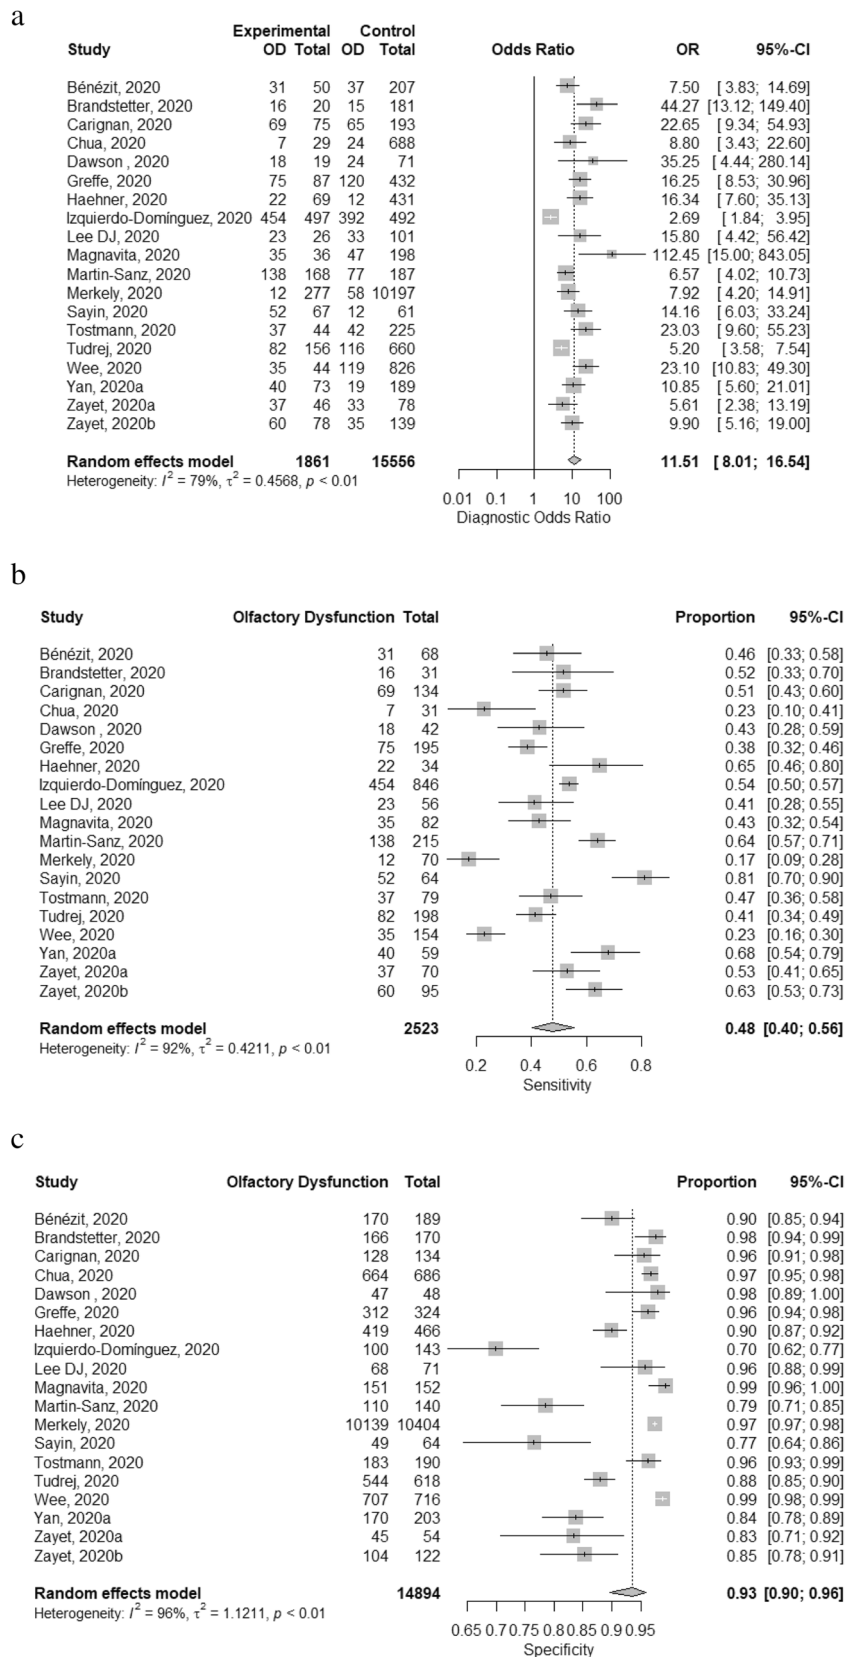 a
Experimental Control
Study OD Total OD Total Odds Ratio OR 95%-CI
Bénézit, 2020 31 50 37 207 7.50 [ 3.83; 14.69]
Brandstetter, 2020 16 20 15 181 44.27 [13.12; 149.40]
Carignan, 2020 69 75 65 193 22.65 [ 9.34; 54.93]
Chua, 2020 7 29 24 688 8.80 [ 3.43; 22.60]
Dawson , 2020 18 19 24 71 35.25 [ 4.44; 280.14]
Greffe, 2020 75 87 120 432 16.25 [ 8.53; 30.96]
Haehner, 2020 22 69 12 431 16.34 [ 7.60; 35.13]
Izquierdo-Domínguez, 2020 454 497 392 492 2.69 [ 1.84; 3.95]
Lee DJ, 2020 23 26 33 101 15.80 [ 4.42; 56.42]
Magnavita, 2020 35 36 47 198 112.45 [15.00; 843.05]
Martin-Sanz, 2020 138 168 77 187 6.57 [ 4.02; 10.73]
Merkely, 2020 12 277 58 10197 7.92 [ 4.20; 14.91]
Sayin, 2020 52 67 12 61 14.16 [ 6.03; 33.24]
Tostmann, 2020 37 44 42 225 23.03 [ 9.60; 55.23]
Tudrej, 2020 82 156 116 660 5.20 [ 3.58; 7.54]
Wee, 2020 35 44 119 826 23.10 [10.83; 49.30]
Yan, 2020a 40 73 19 189 10.85 [ 5.60; 21.01]
Zayet, 2020a 37 46 33 78 5.61 [ 2.38; 13.19]
Zayet, 2020b 60 78 35 139 9.90 [ 5.16; 19.00]
Random effects model 1861 15556 11.51 [ 8.01; 16.54]
Heterogeneity: I² = 79%, τ² = 0.4568, p < 0.01
0.01 0.1 1 10 100
Diagnostic Odds Ratio
b
Study Olfactory Dysfunction Total Proportion 95%-CI
Bénézit, 2020 31 68 0.46 [0.33; 0.58]
Brandstetter, 2020 16 31 0.52 [0.33; 0.70]
Carignan, 2020 69 134 0.51 [0.43; 0.60]
Chua, 2020 7 31 0.23 [0.10; 0.41]
Dawson , 2020 18 42 0.43 [0.28; 0.59]
Greffe, 2020 75 195 0.38 [0.32; 0.46]
Haehner, 2020 22 34 0.65 [0.46; 0.80]
Izquierdo-Domínguez, 2020 454 846 0.54 [0.50; 0.57]
Lee DJ, 2020 23 56 0.41 [0.28; 0.55]
Magnavita, 2020 35 82 0.43 [0.32; 0.54]
Martin-Sanz, 2020 138 215 0.64 [0.57; 0.71]
Merkely, 2020 12 70 0.17 [0.09; 0.28]
Sayin, 2020 52 64 0.81 [0.70; 0.90]
Tostmann, 2020 37 79 0.47 [0.36; 0.58]
Tudrej, 2020 82 198 0.41 [0.34; 0.49]
Wee, 2020 35 154 0.23 [0.16; 0.30]
Yan, 2020a 40 59 0.68 [0.54; 0.79]
Zayet, 2020a 37 70 0.53 [0.41; 0.65]
Zayet, 2020b 60 95 0.63 [0.53; 0.73]
Random effects model 2523 0.48 [0.40; 0.56]
Heterogeneity: I² = 92%, τ² = 0.4211, p < 0.01
0.2 0.4 0.6 0.8
Sensitivity
c
Study Olfactory Dysfunction Total Proportion 95%-CI
Bénézit, 2020 170 189 0.90 [0.85; 0.94]
Brandstetter, 2020 166 170 0.98 [0.94; 0.99]
Carignan, 2020 128 134 0.96 [0.91; 0.98]
Chua, 2020 664 686 0.97 [0.95; 0.98]
Dawson , 2020 47 48 0.98 [0.89; 1.00]
Greffe, 2020 312 324 0.96 [0.94; 0.98]
Haehner, 2020 419 466 0.90 [0.87; 0.92]
Izquierdo-Domínguez, 2020 100 143 0.70 [0.62; 0.77]
Lee DJ, 2020 68 71 0.96 [0.88; 0.99]
Magnavita, 2020 151 152 0.99 [0.96; 1.00]
Martin-Sanz, 2020 110 140 0.79 [0.71; 0.85]
Merkely, 2020 10139 10404 0.97 [0.97; 0.98]
Sayin, 2020 49 64 0.77 [0.64; 0.86]
Tostmann, 2020 183 190 0.96 [0.93; 0.99]
Tudrej, 2020 544 618 0.88 [0.85; 0.90]
Wee, 2020 707 716 0.99 [0.98; 0.99]
Yan, 2020a 170 203 0.84 [0.78; 0.89]
Zayet, 2020a 45 54 0.83 [0.71; 0.92]
Zayet, 2020b 104 122 0.85 [0.78; 0.91]
Random effects model 14894 0.93 [0.90; 0.96]
Heterogeneity: I² = 96%, τ² = 1.1211, p < 0.01
0.65 0.7 0.75 0.8 0.85 0.9 0.95
Specificity